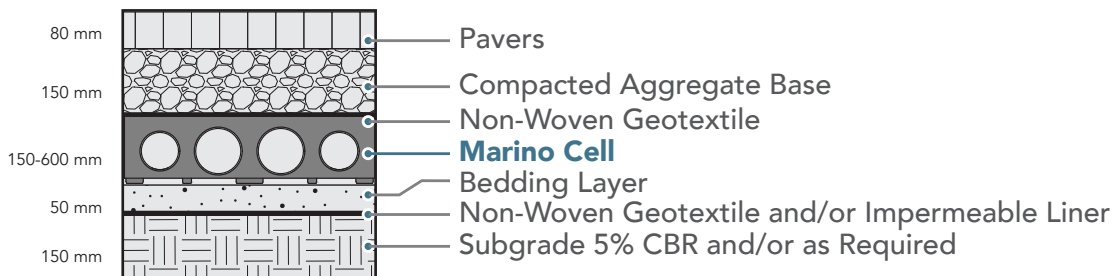 80 mm
Pavers
150 mm
Compacted Aggregate Base
Non-Woven Geotextile
150-600 mm
Marino Cell
Bedding Layer
50 mm
Non-Woven Geotextile and/or Impermeable Liner
150 mm
Subgrade 5% CBR and/or as Required